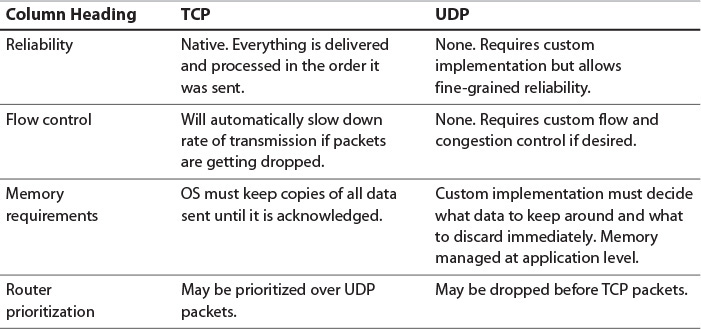 Column Heading TCP UDP
Reliability Native. Everything is delivered None. Requires custom
and processed in the order it implementation but allows
was sent. fine-grained reliability.
Flow control Will automatically slow down None. Requires custom flow and
rate of transmission if packets congestion control if desired.
are getting dropped.
Memory OS must keep copies of all data Custom implementation must decide
requirements sent until it is acknowledged. what data to keep around and what
to discard immediately. Memory
managed at application level.
Router May be prioritized over UDP May be dropped before TCP packets.
prioritization packets.